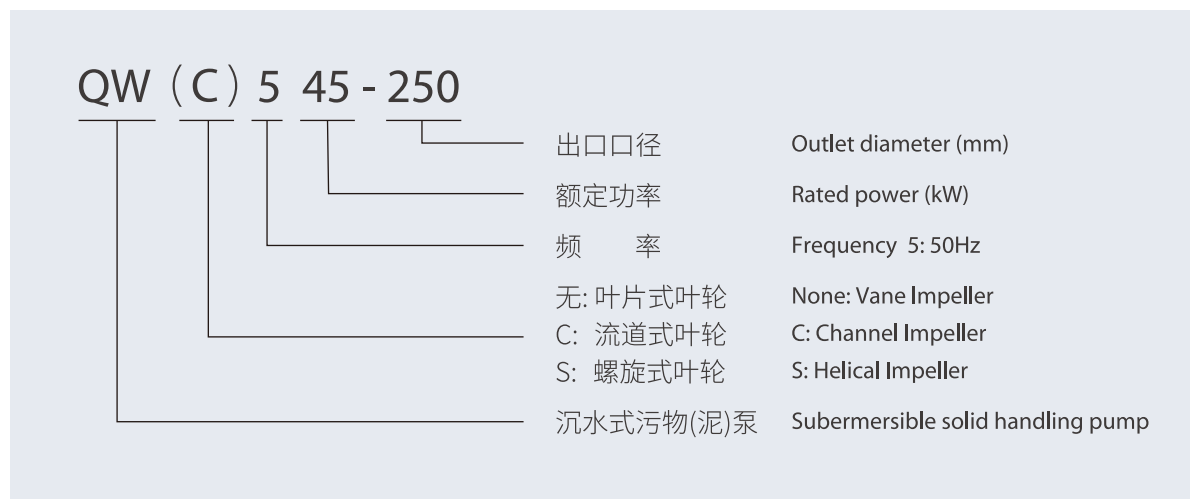 QW (C) 5 45 - 250
出口口径 Outlet diameter (mm)
额定功率 Rated power (kW)
频 率 Frequency 5: 50Hz
无: 叶片式叶轮 None: Vane Impeller
C: 流道式叶轮 C: Channel Impeller
S: 螺旋式叶轮 S: Helical Impeller
沉水式污物(泥)泵 Subermersible solid handling pump